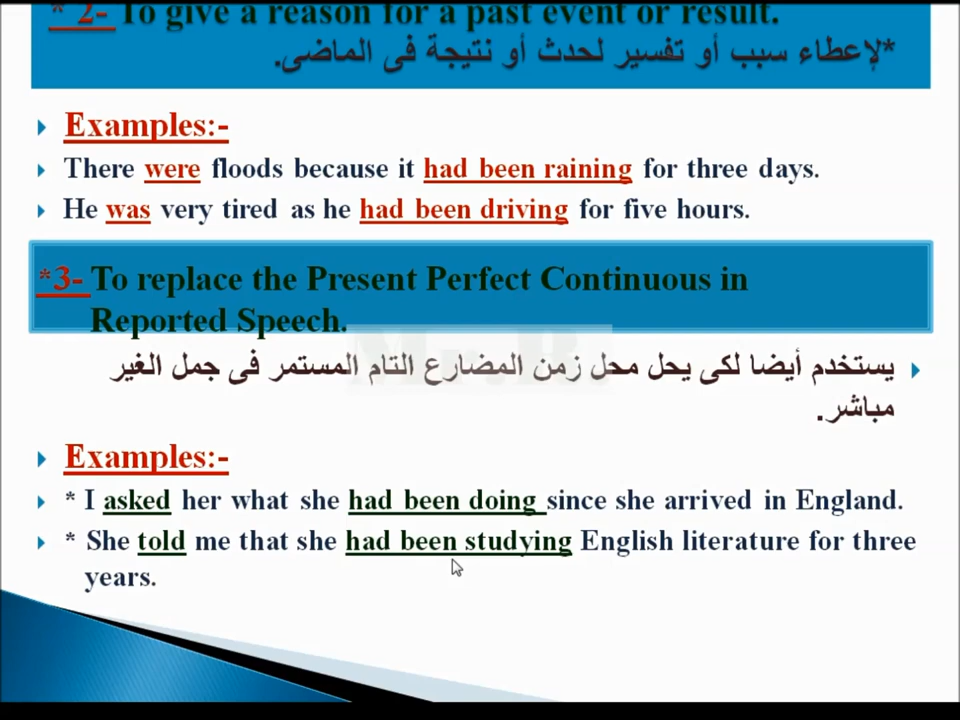 * 2- To give a reason for a past event or result.
*لإعطاء سبب أو تفسير لحدث أو نتيجة فى الماضى.
Examples:-
There were floods because it had been raining for three days.
He was very tired as he had been driving for five hours.
*3- To replace the Present Perfect Continuous in
Reported Speech.
يستخدم أيضا لكى يحل محل زمن المضارع التام المستمر فى جمل الغير
مباشر.
Examples:-
* I asked her what she had been doing since she arrived in England.
* She told me that she had been studying English literature for three
years.